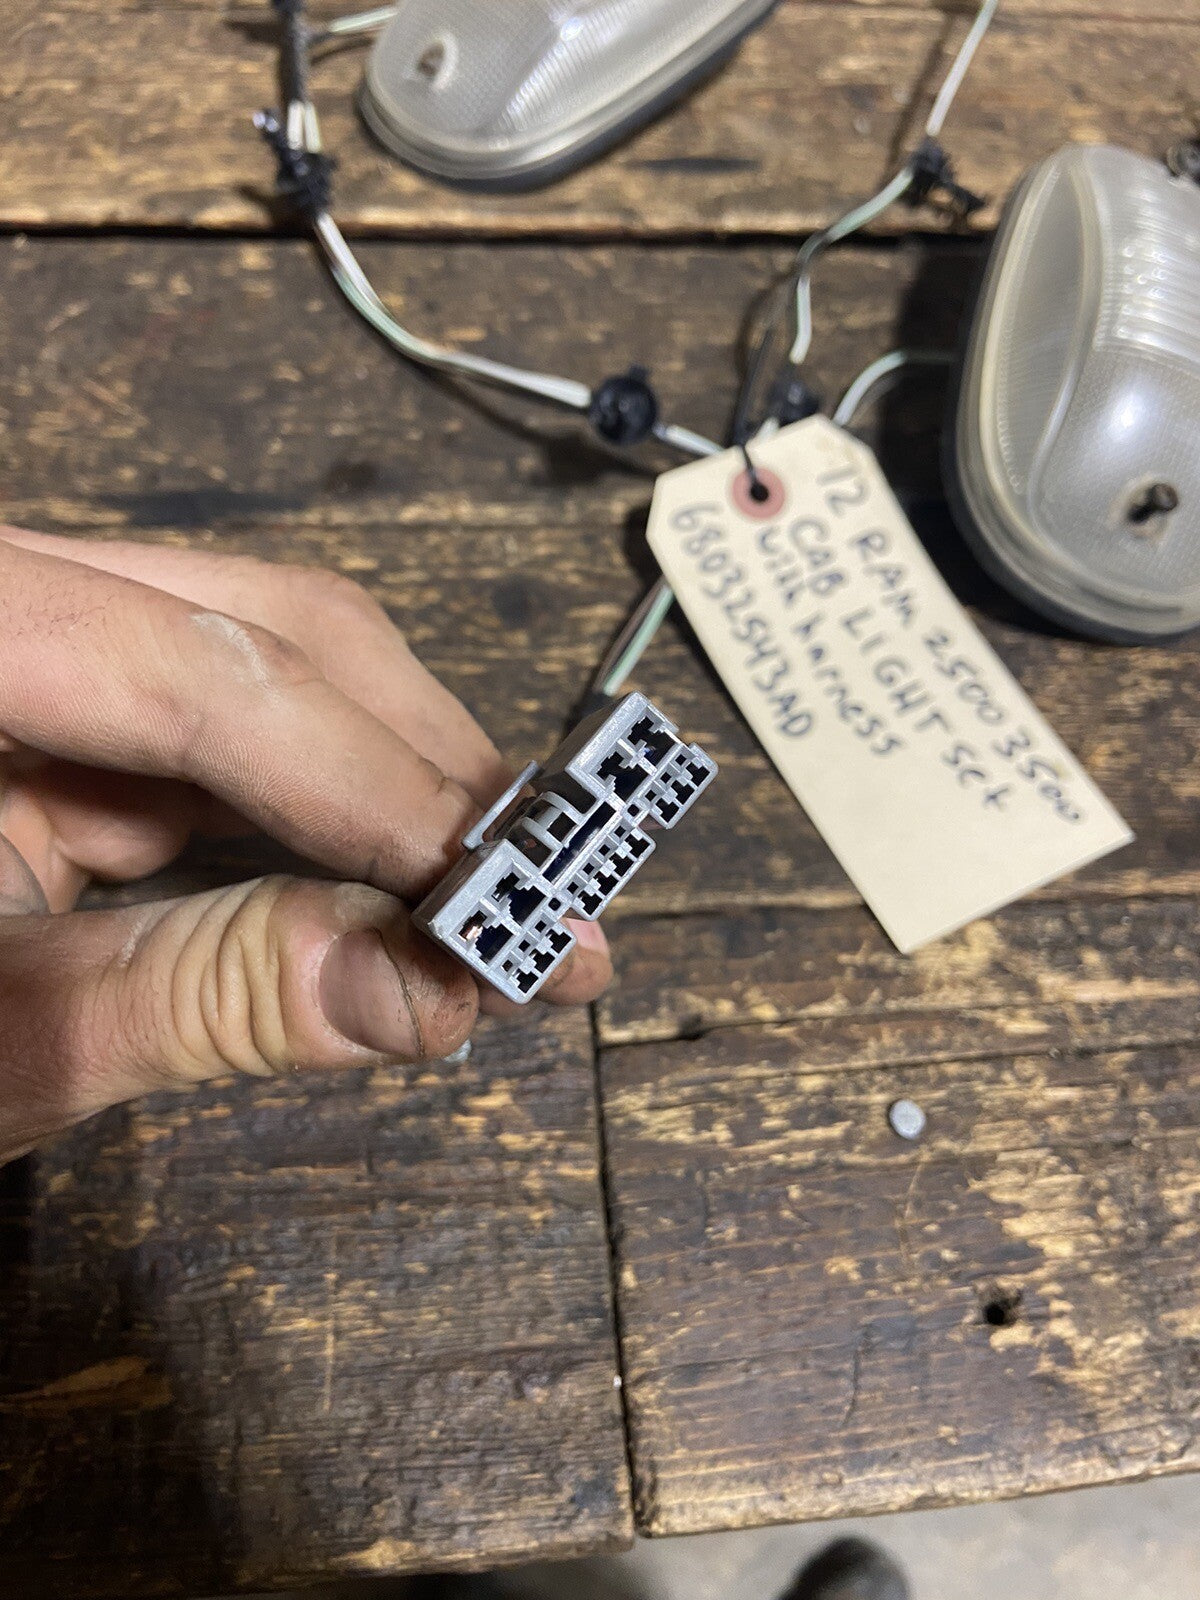 12 RAM 2500 3500
CAB LIGHT Set
with harness
68032543AD